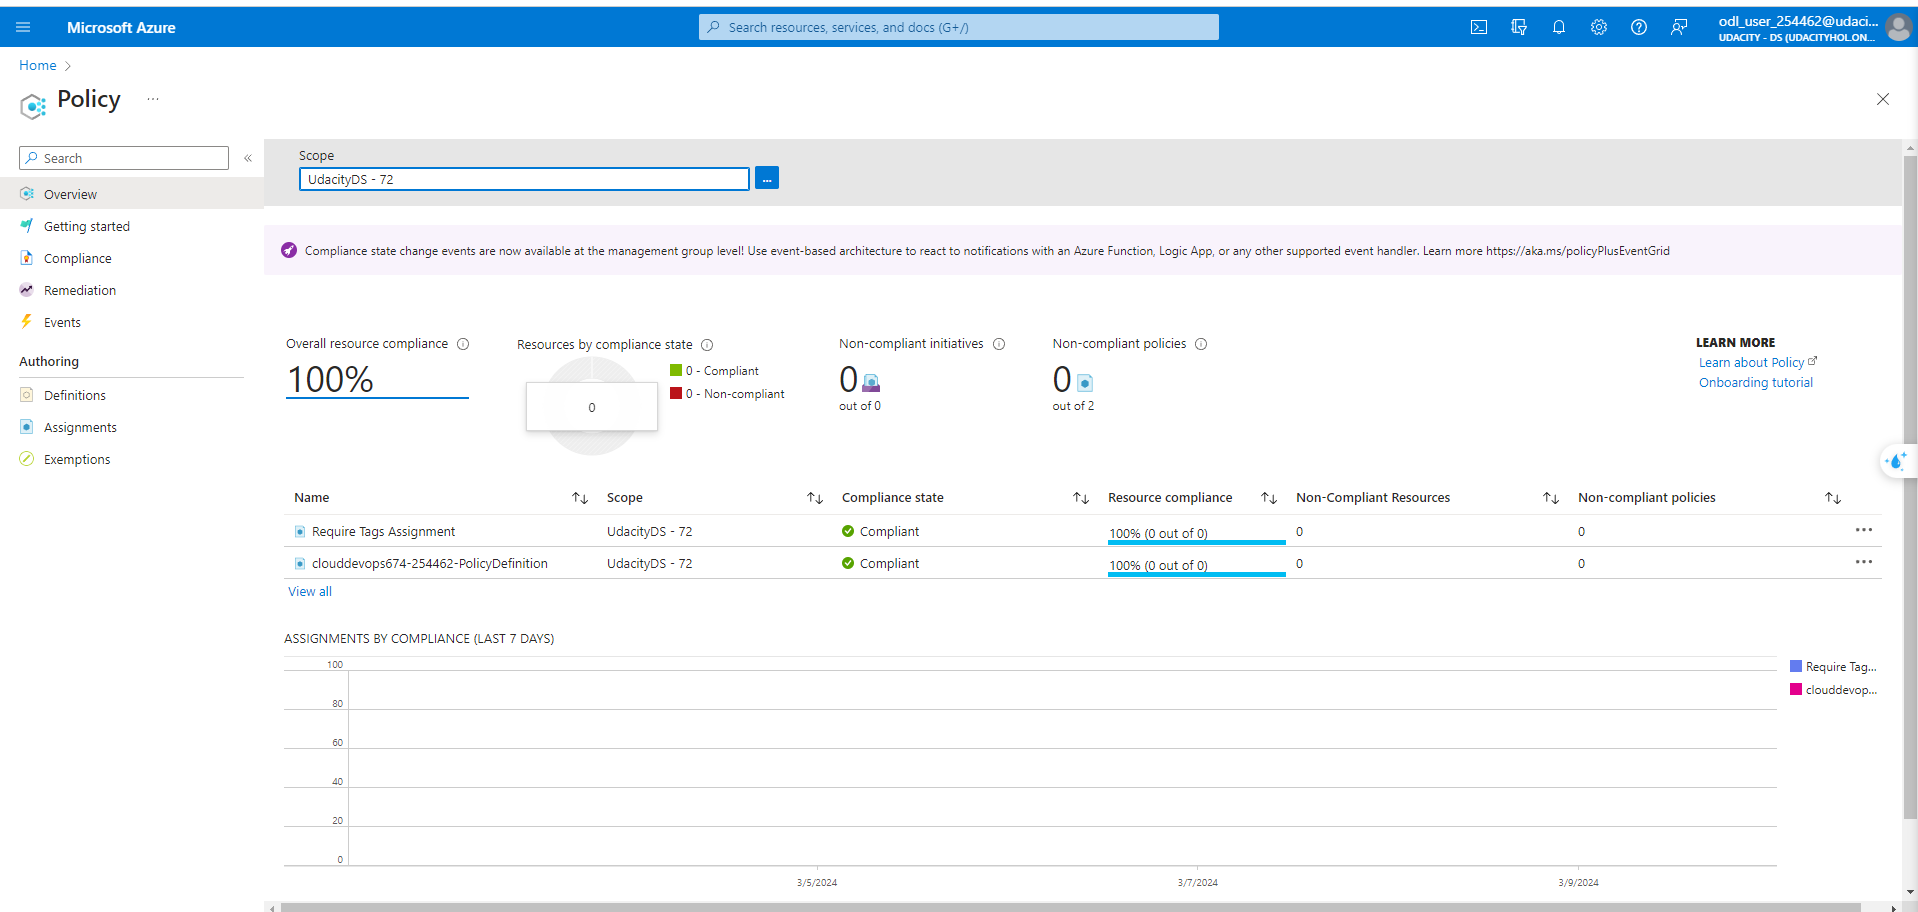 Microsoft Azure
Search resources, services, and docs (G+/)
odl_user_254462@udaci...
UDACITY - DS (UDACITYHOL.ON...
Home
Policy
...
Search
«
Overview
Getting started
Compliance
Remediation
Events
Authoring
Definitions
Assignments
Exemptions
Scope
UdacityDS - 72
...
Compliance state change events are now available at the management group level! Use event-based architecture to react to notifications with an Azure Function, Logic App, or any other supported event handler. Learn more https://aka.ms/policyPlusEventGrid
Overall resource compliance
100%
Resources by compliance state
0
0 - Compliant
0 - Non-compliant
Non-compliant initiatives
0
out of 0
Non-compliant policies
0
out of 2
LEARN MORE
Learn about Policy
Onboarding tutorial
Name Scope Compliance state Resource compliance Non-Compliant Resources Non-compliant policies
Require Tags Assignment UdacityDS - 72 Compliant 100% (0 out of 0) 0 0 ...
clouddevops674-254462-PolicyDefinition UdacityDS - 72 Compliant 100% (0 out of 0) 0 0 ...
View all
ASSIGNMENTS BY COMPLIANCE (LAST 7 DAYS)
100
80
60
40
20
0
3/5/2024 3/7/2024 3/9/2024
Require Tag...
clouddevop...